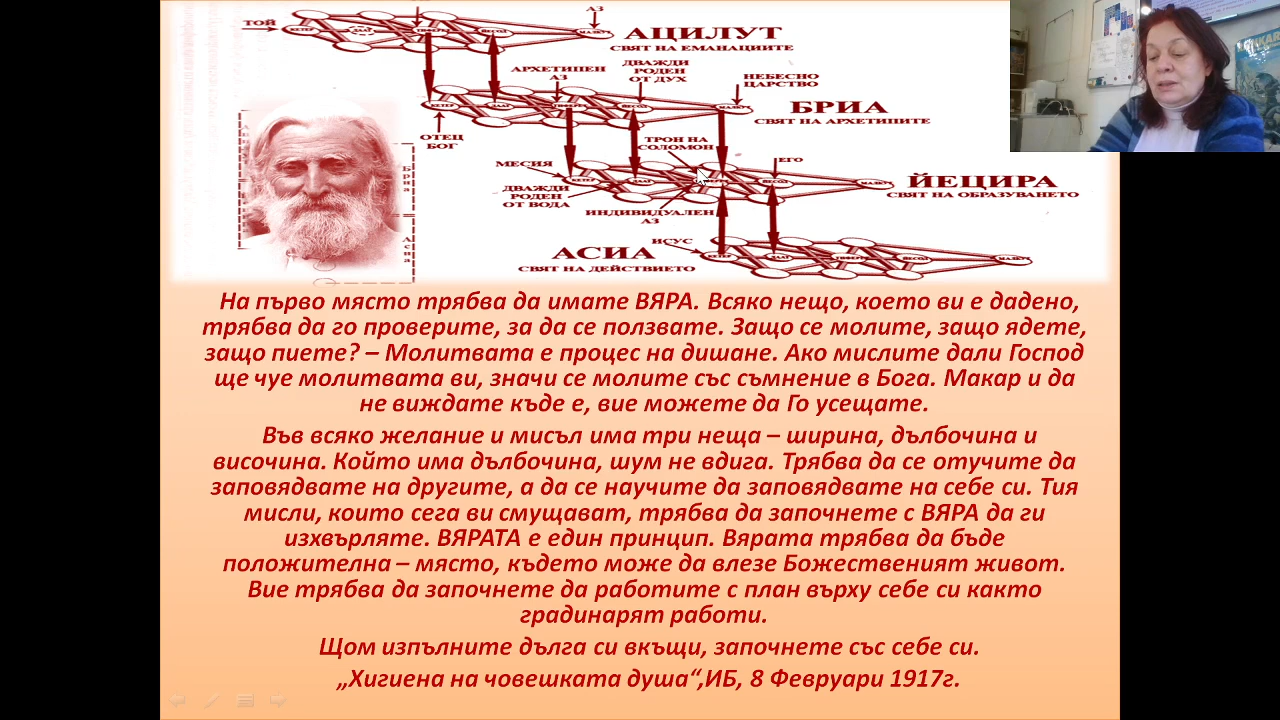 ТОЙ
АЗ
АЦИЛУТ
СВЯТ НА ЕМАНАЦИИТЕ
АРХЕТИПЕН
АЗ
ДВАЖДИ
РОДЕН
ОТ ДУХ
НЕБЕСНО
ЦАРСТВО
БРИА
СВЯТ НА АРХЕТИПИТЕ
ОТЕЦ
БОГ
ТРОН НА
СОЛОМОН
МЕСИЯ
ЕГО
ДВАЖДИ
РОДЕН
ОТ ВОДА
ЙЕЦИРА
СВЯТ НА ОБРАЗУВАНЕТО
ИНДИВИДУАЛЕН
АЗ
ИСУС
АСИА
СВЯТ НА ДЕЙСТВИЕТО
На първо място трябва да имате ВЯРА. Всяко нещо, което ви е дадено,
трябва да го проверите, за да се ползвате. Защо се молите, защо ядете,
защо пиете? – Молитвата е процес на дишане. Ако мислите дали Господ
ще чуе молитвата ви, значи се молите със съмнение в Бога. Макар и да
не виждате къде е, вие можете да Го усещате.
Във всяко желание и мисъл има три неща – ширина, дълбочина и
височина. Който има дълбочина, шум не вдига. Трябва да се отучите да
заповядвате на другите, а да се научите да заповядвате на себе си. Тия
мисли, които сега ви смущават, трябва да започнете с ВЯРА да ги
изхвърляте. ВЯРАТА е един принцип. Вярата трябва да бъде
положителна – място, където може да влезе Божественият живот.
Вие трябва да започнете да работите с план върху себе си както
градинарят работи.
Щом изпълните дълга си вкъщи, започнете със себе си.
„Хигиена на човешката душа“,ИБ, 8 Февруари 1917г.